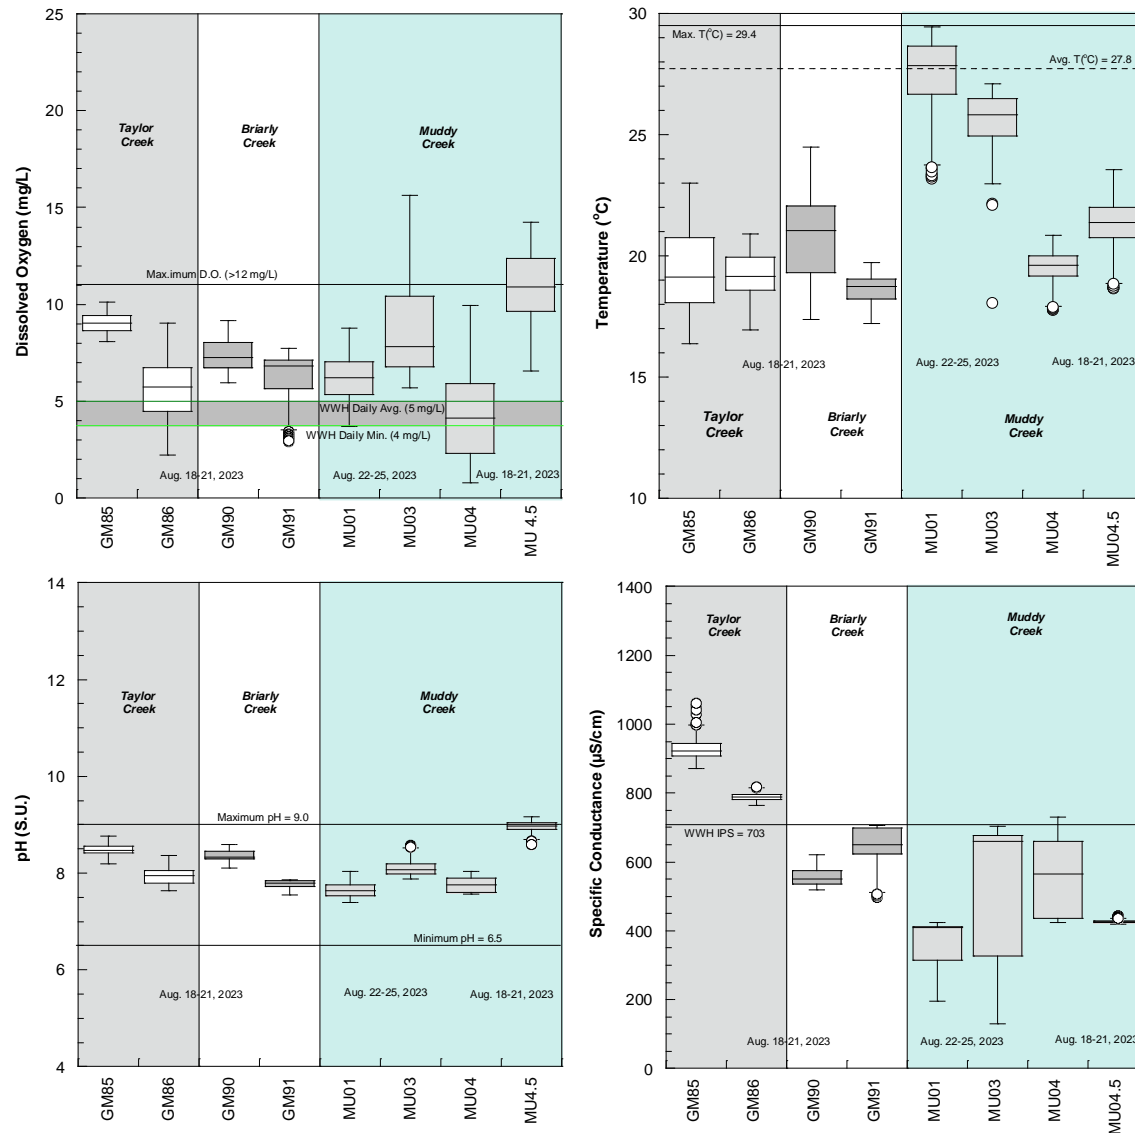 25
20
15
10
5
0
Dissolved Oxygen (mg/L)
Taylor
Creek
Briarly
Creek
Muddy
Creek
Max.imum D.O. (>12 mg/L)
WWH Daily Avg. (5 mg/L)
WWH Daily Min. (4 mg/L)
Aug. 18-21, 2023
Aug. 22-25, 2023
Aug. 18-21, 2023
GM85
GM86
GM90
GM91
MU01
MU03
MU04
MU 4.5
30
25
20
15
10
Temperature (°C)
Max. T(°C) = 29.4
Avg. T(°C) = 27.8
Aug. 18-21, 2023
Aug. 22-25, 2023
Aug. 18-21, 2023
Taylor
Creek
Briarly
Creek
Muddy
Creek
GM85
GM86
GM90
GM91
MU01
MU03
MU04
MU04.5
14
12
10
8
6
4
pH (S.U.)
Taylor
Creek
Briarly
Creek
Muddy
Creek
Maximum pH = 9.0
Minimum pH = 6.5
Aug. 18-21, 2023
Aug. 22-25, 2023
Aug. 18-21, 2023
GM85
GM86
GM90
GM91
MU01
MU03
MU04
MU4.5
1400
1200
1000
800
600
400
200
0
Specific Conductance (µS/cm)
Taylor
Creek
Briarly
Creek
Muddy
Creek
WWH IPS = 703
Aug. 18-21, 2023
Aug. 22-25, 2023
Aug. 18-21, 2023
GM85
GM86
GM90
GM91
MU01
MU03
MU04
MU04.5